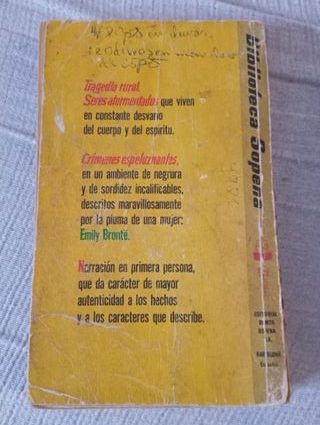 Tragedia rural.
Seres atormentados que viven
en constante desvarío
del cuerpo y del espíritu.
Crímenes espeluznantes,
en un ambiente de negrura
y de sordidez incalificables,
descritos maravillosamente
por la pluma de una mujer:
Emily Brontë.
Narración en primera persona,
que da carácter de mayor
autenticidad a los hechos
y a los caracteres que describe.
Biblioteca Sopena
EDITORIAL
RAMON
SOPENA
S.A.
BARCELONA
España